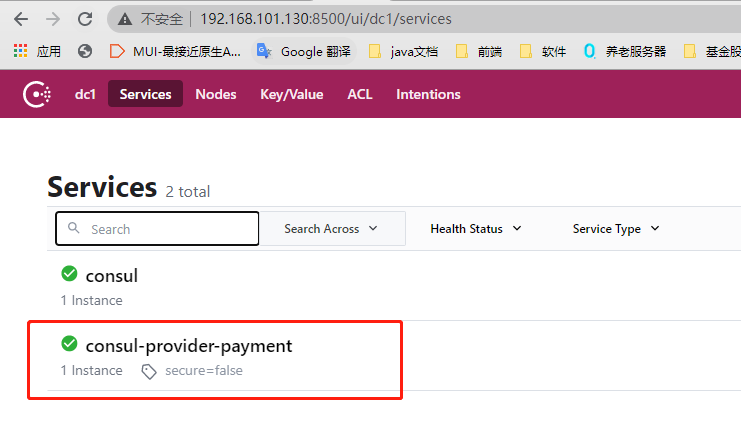 不安全 192.168.101.130:8500/ui/dc1/services
应用 MUI-最接近原生A... Google 翻译 java文档 前端 软件 养老服务器 基金股
dc1 Services Nodes Key/Value ACL Intentions
Services 2 total
Search Search Across Health Status Service Type
consul
1 Instance
consul-provider-payment
1 Instance secure=false